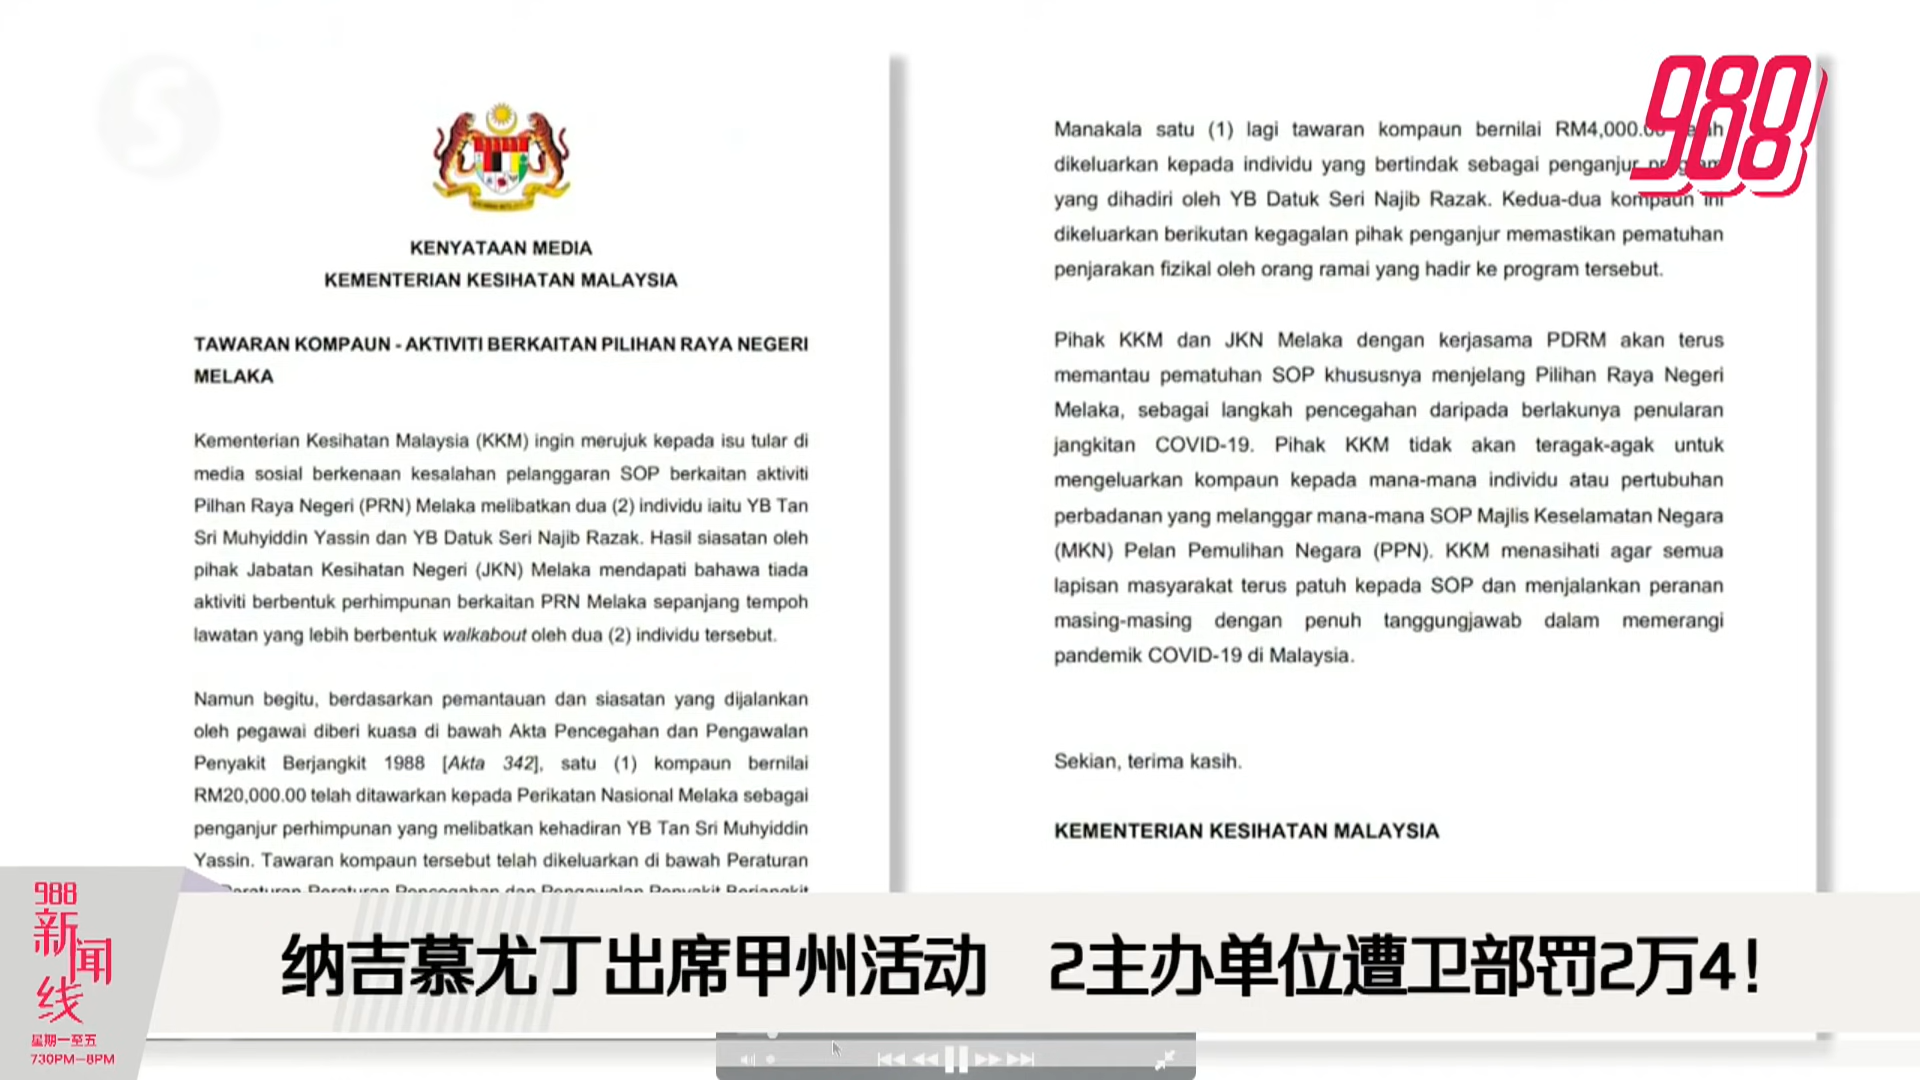 S
988
KENYATAAN MEDIA
KEMENTERIAN KESIHATAN MALAYSIA
TAWARAN KOMPAUN - AKTIVITI BERKAITAN PILIHAN RAYA NEGERI
MELAKA
Kementerian Kesihatan Malaysia (KKM) ingin merujuk kepada isu tular di
media sosial berkenaan kesalahan pelanggaran SOP berkaitan aktiviti
Pilhan Raya Negeri (PRN) Melaka melibatkan dua (2) individu iaitu YB Tan
Sri Muhyiddin Yassin dan YB Datuk Seri Najib Razak. Hasil siasatan oleh
pihak Jabatan Kesihatan Negeri (JKN) Melaka mendapati bahawa tiada
aktiviti berbentuk perhimpunan berkaitan PRN Melaka sepanjang tempoh
lawatan yang lebih berbentuk walkabout oleh dua (2) individu tersebut.
Namun begitu, berdasarkan pemantauan dan siasatan yang dijalankan
oleh pegawai diberi kuasa di bawah Akta Pencegahan dan Pengawalan
Penyakit Berjangkit 1988 [Akta 342], satu (1) kompaun bernilai
RM20,000.00 telah ditawarkan kepada Perikatan Nasional Melaka sebagai
penganjur perhimpunan yang melibatkan kehadiran YB Tan Sri Muhyiddin
Yassin. Tawaran kompaun tersebut telah dikeluarkan di bawah Peraturan
Peraturan-Peraturan Pencegahan dan Pengawalan Penyakit Berjangkit
Manakala satu (1) lagi tawaran kompaun bernilai RM4,000.00 telah
dikeluarkan kepada individu yang bertindak sebagai penganjur program
yang dihadiri oleh YB Datuk Seri Najib Razak. Kedua-dua kompaun ini
dikeluarkan berikutan kegagalan pihak penganjur memastikan pematuhan
penjarakan fizikal oleh orang ramai yang hadir ke program tersebut.
Pihak KKM dan JKN Melaka dengan kerjasama PDRM akan terus
memantau pematuhan SOP khususnya menjelang Pilihan Raya Negeri
Melaka, sebagai langkah pencegahan daripada berlakunya penularan
jangkitan COVID-19. Pihak KKM tidak akan teragak-agak untuk
mengeluarkan kompaun kepada mana-mana individu atau pertubuhan
perbadanan yang melanggar mana-mana SOP Majlis Keselamatan Negara
(MKN) Pelan Pemulihan Negara (PPN). KKM menasihati agar semua
lapisan masyarakat terus patuh kepada SOP dan menjalankan peranan
masing-masing dengan penuh tanggungjawab dalam memerangi
pandemik COVID-19 di Malaysia.
Sekian, terima kasih.
KEMENTERIAN KESIHATAN MALAYSIA
988
新闻线
星期一至五
730PM-8PM
纳吉慕尤丁出席甲州活动 2主办单位遭卫部罚2万4!